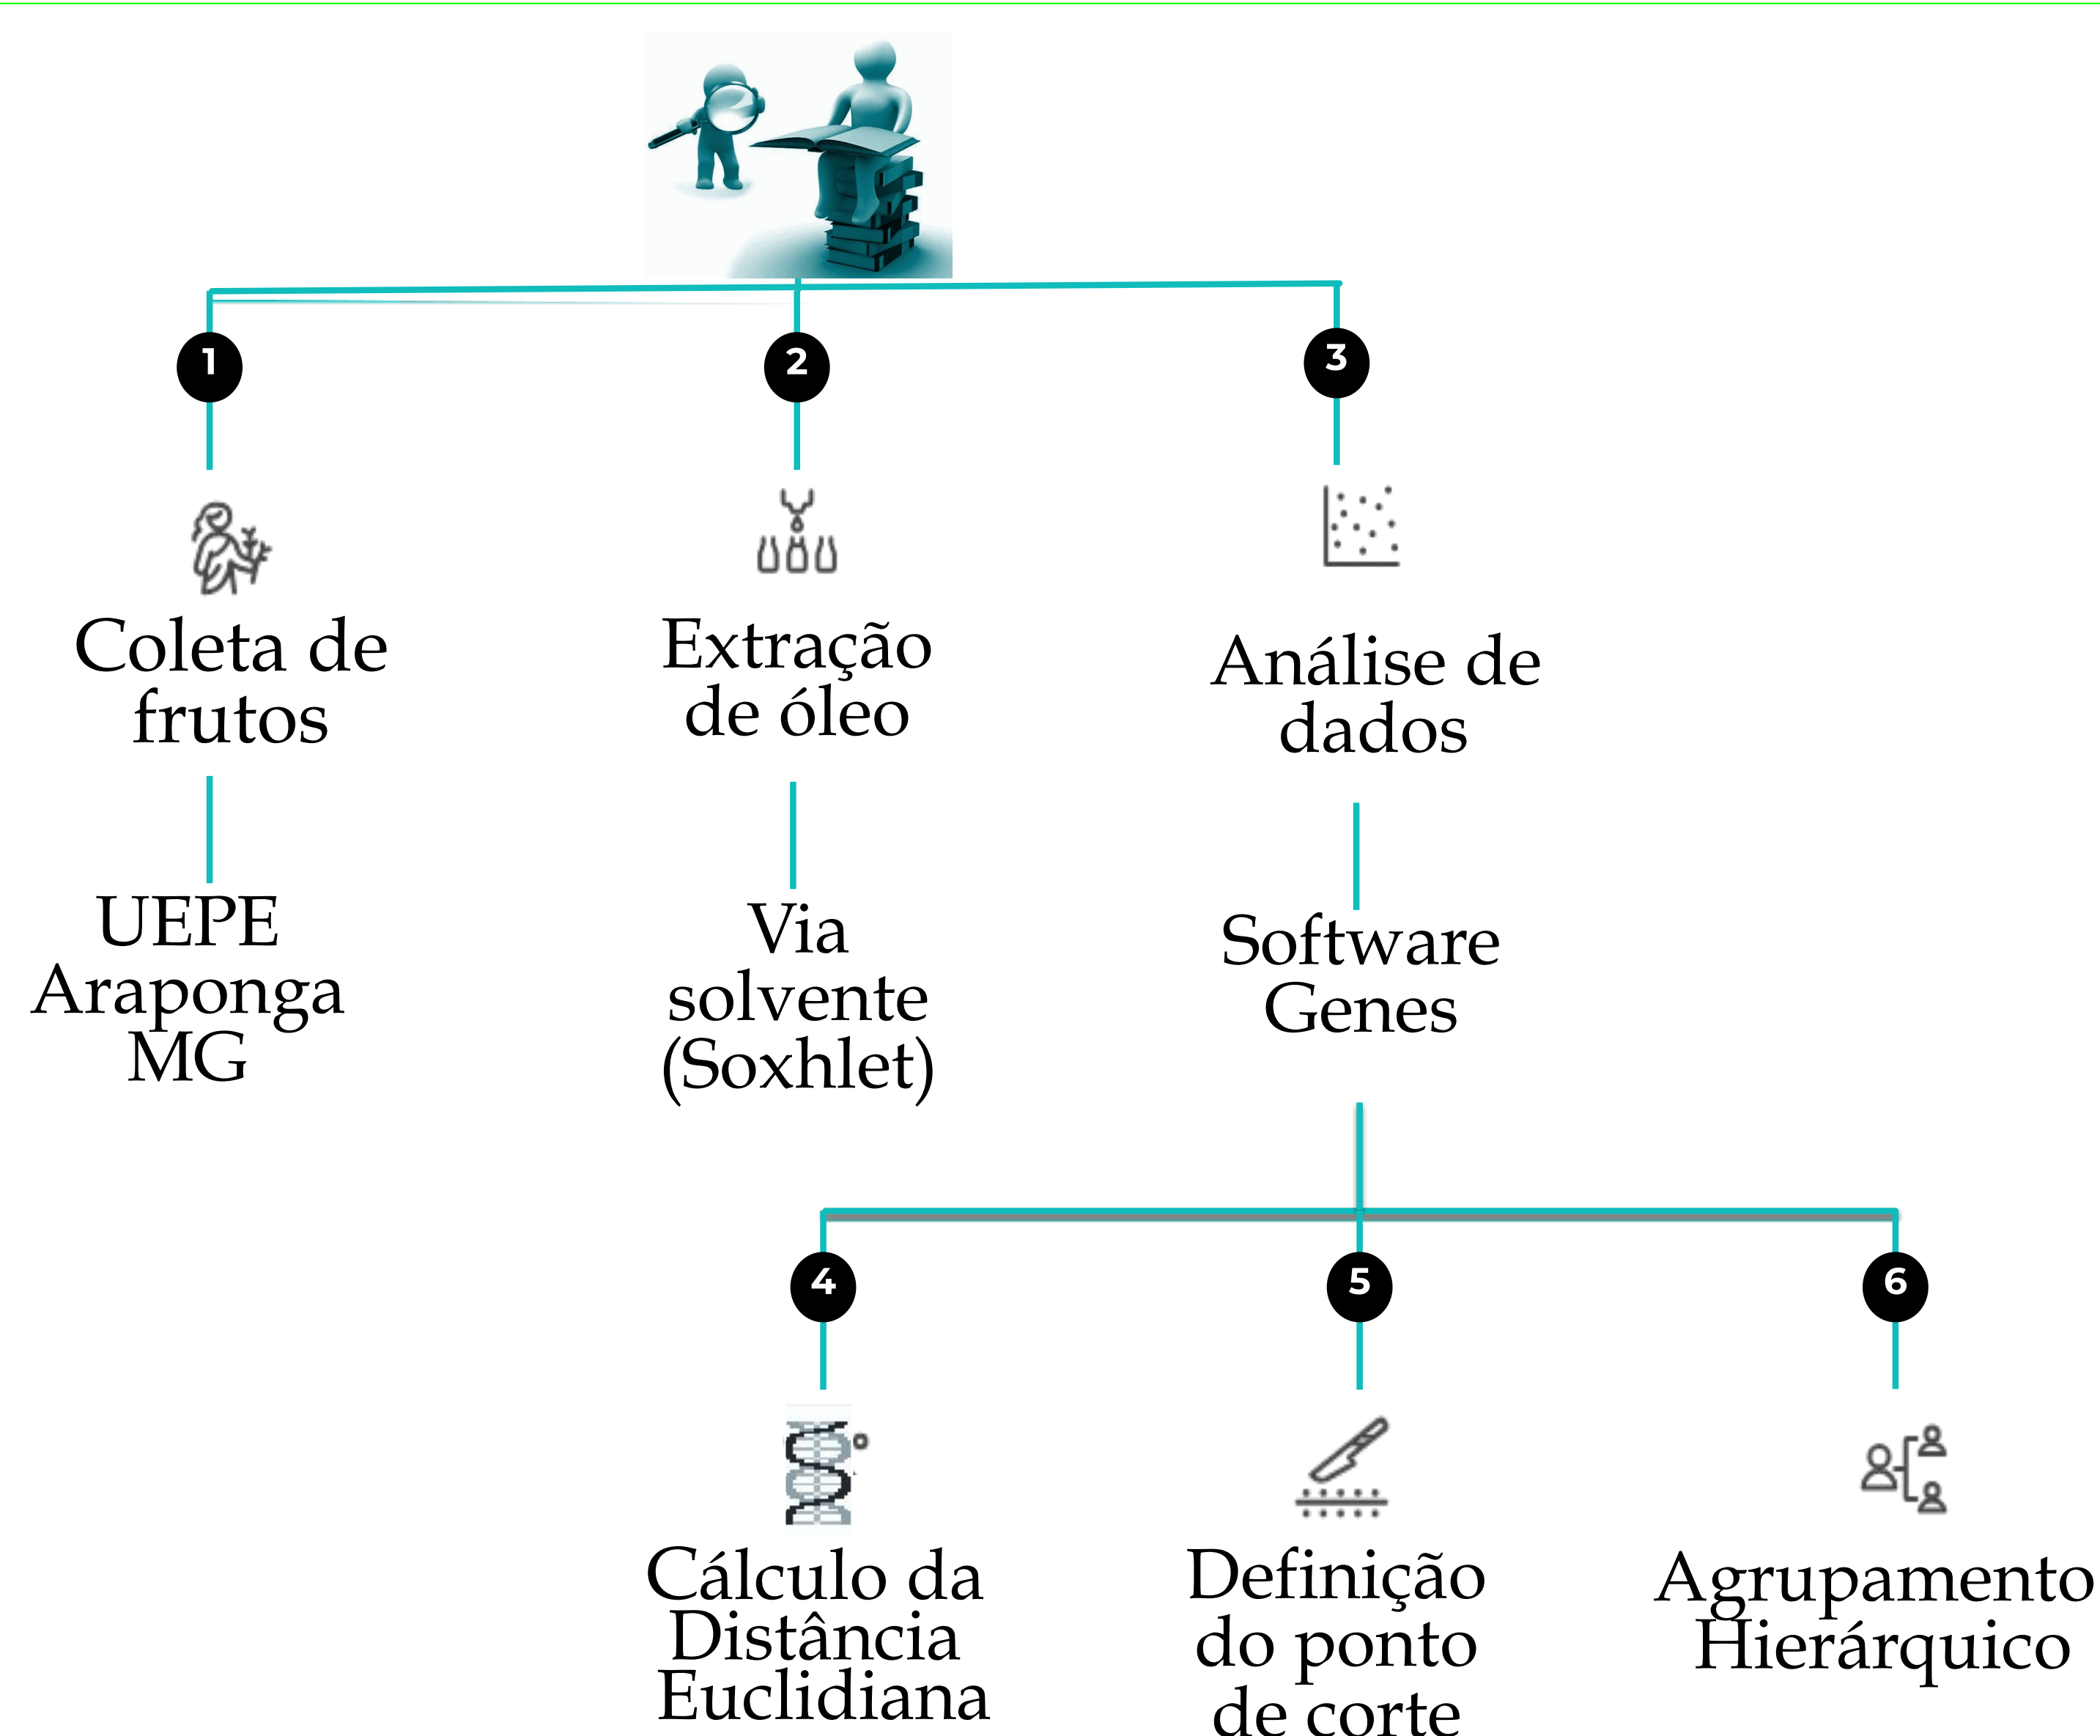 1
2
3
Coleta de
frutos
Extração
de óleo
Análise de
dados
UEPE
Araponga
MG
Via
solvente
(Soxhlet)
Software
Genes
4
5
6
Cálculo da
Distância
Euclidiana
Definição
do ponto
de corte
Agrupamento
Hierárquico